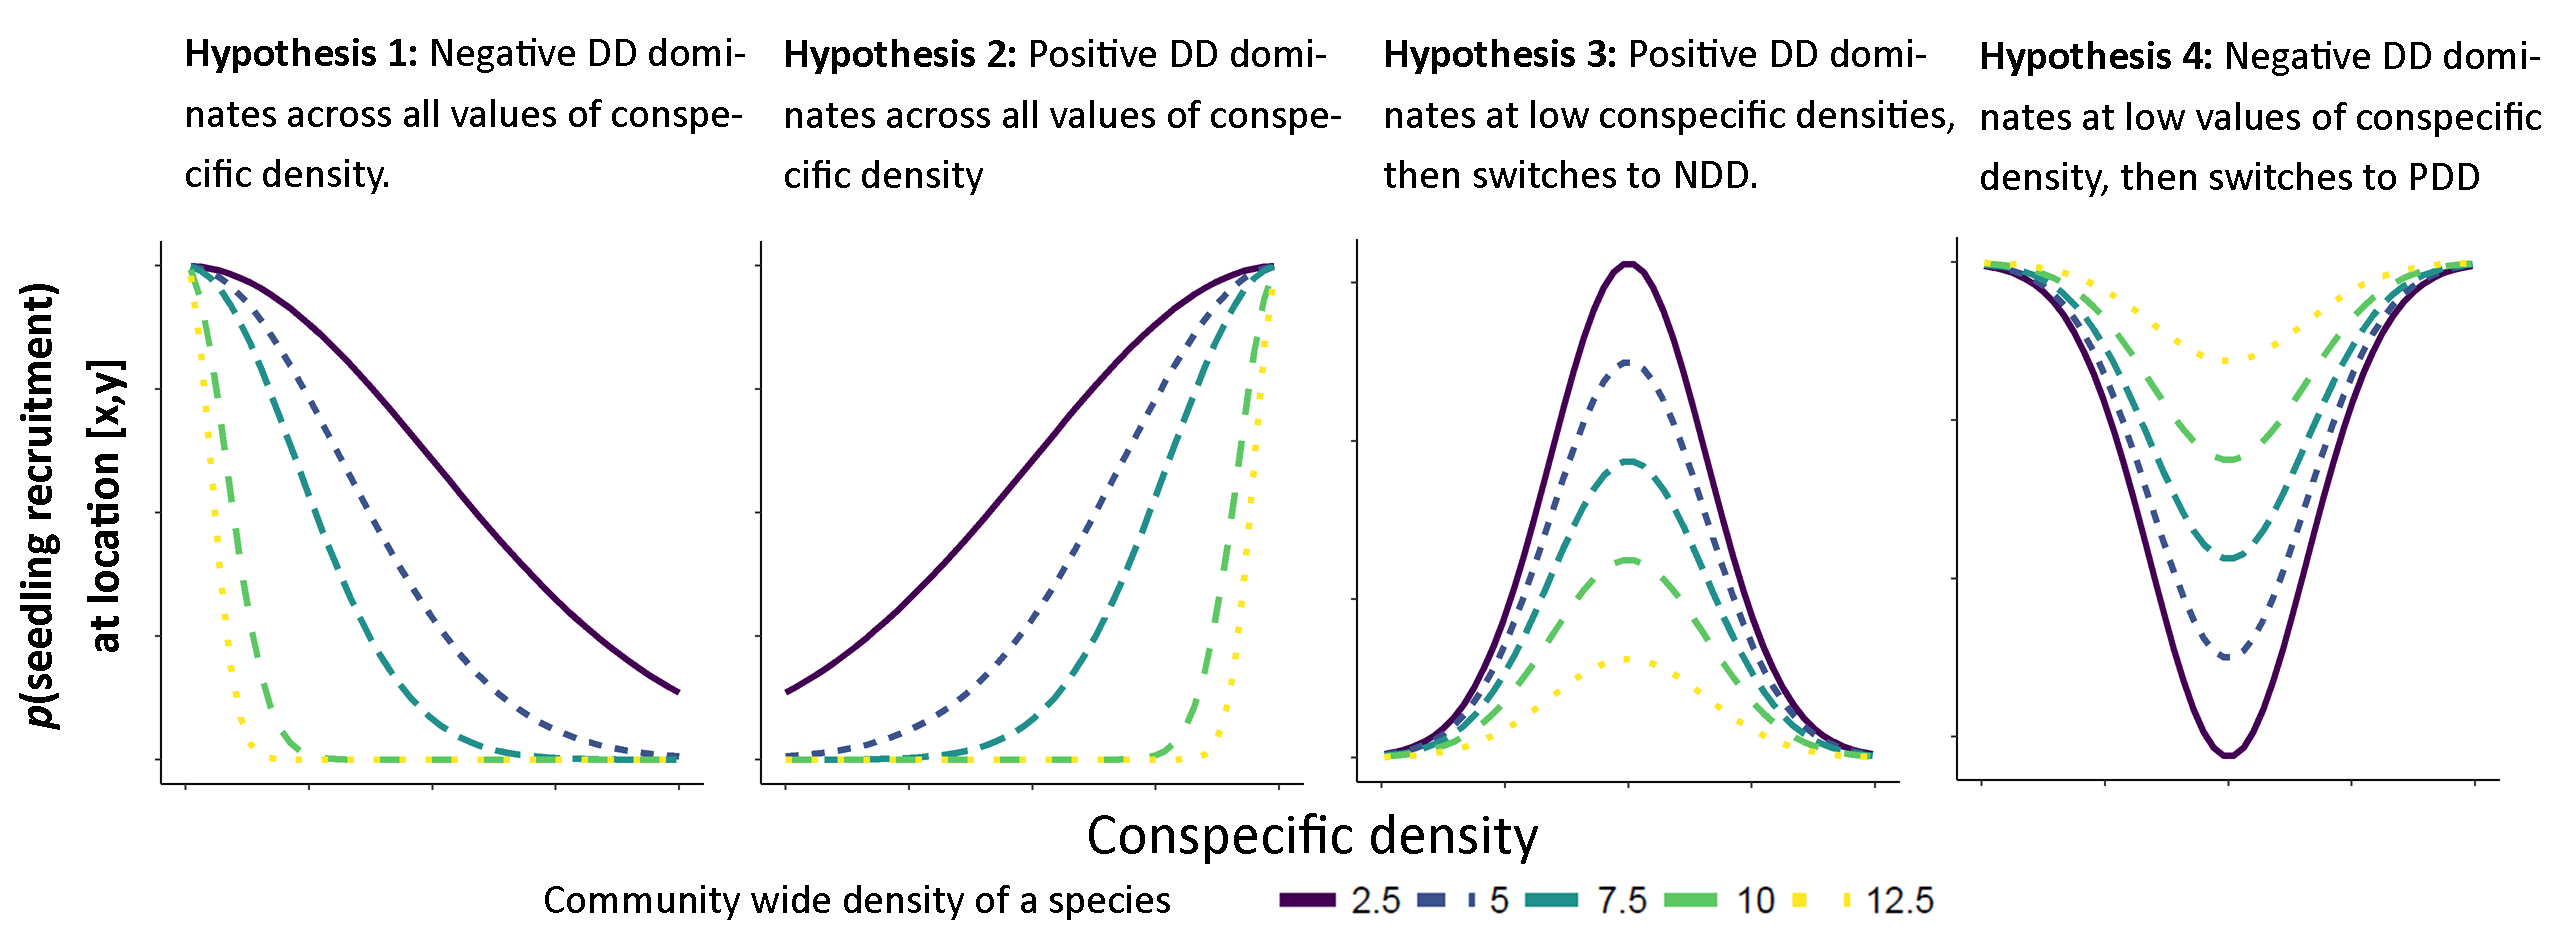 Hypothesis 1: Negative DD domi-
nates across all values of conspe-
cific density.
Hypothesis 2: Positive DD domi-
nates across all values of conspe-
cific density
Hypothesis 3: Positive DD domi-
nates at low conspecific densities,
then switches to NDD.
Hypothesis 4: Negative DD domi-
nates at low values of conspecific
density, then switches to PDD
p(seedling recruitment)
at location [x,y]
Conspecific density
Community wide density of a species 2.5 5 7.5 10 12.5